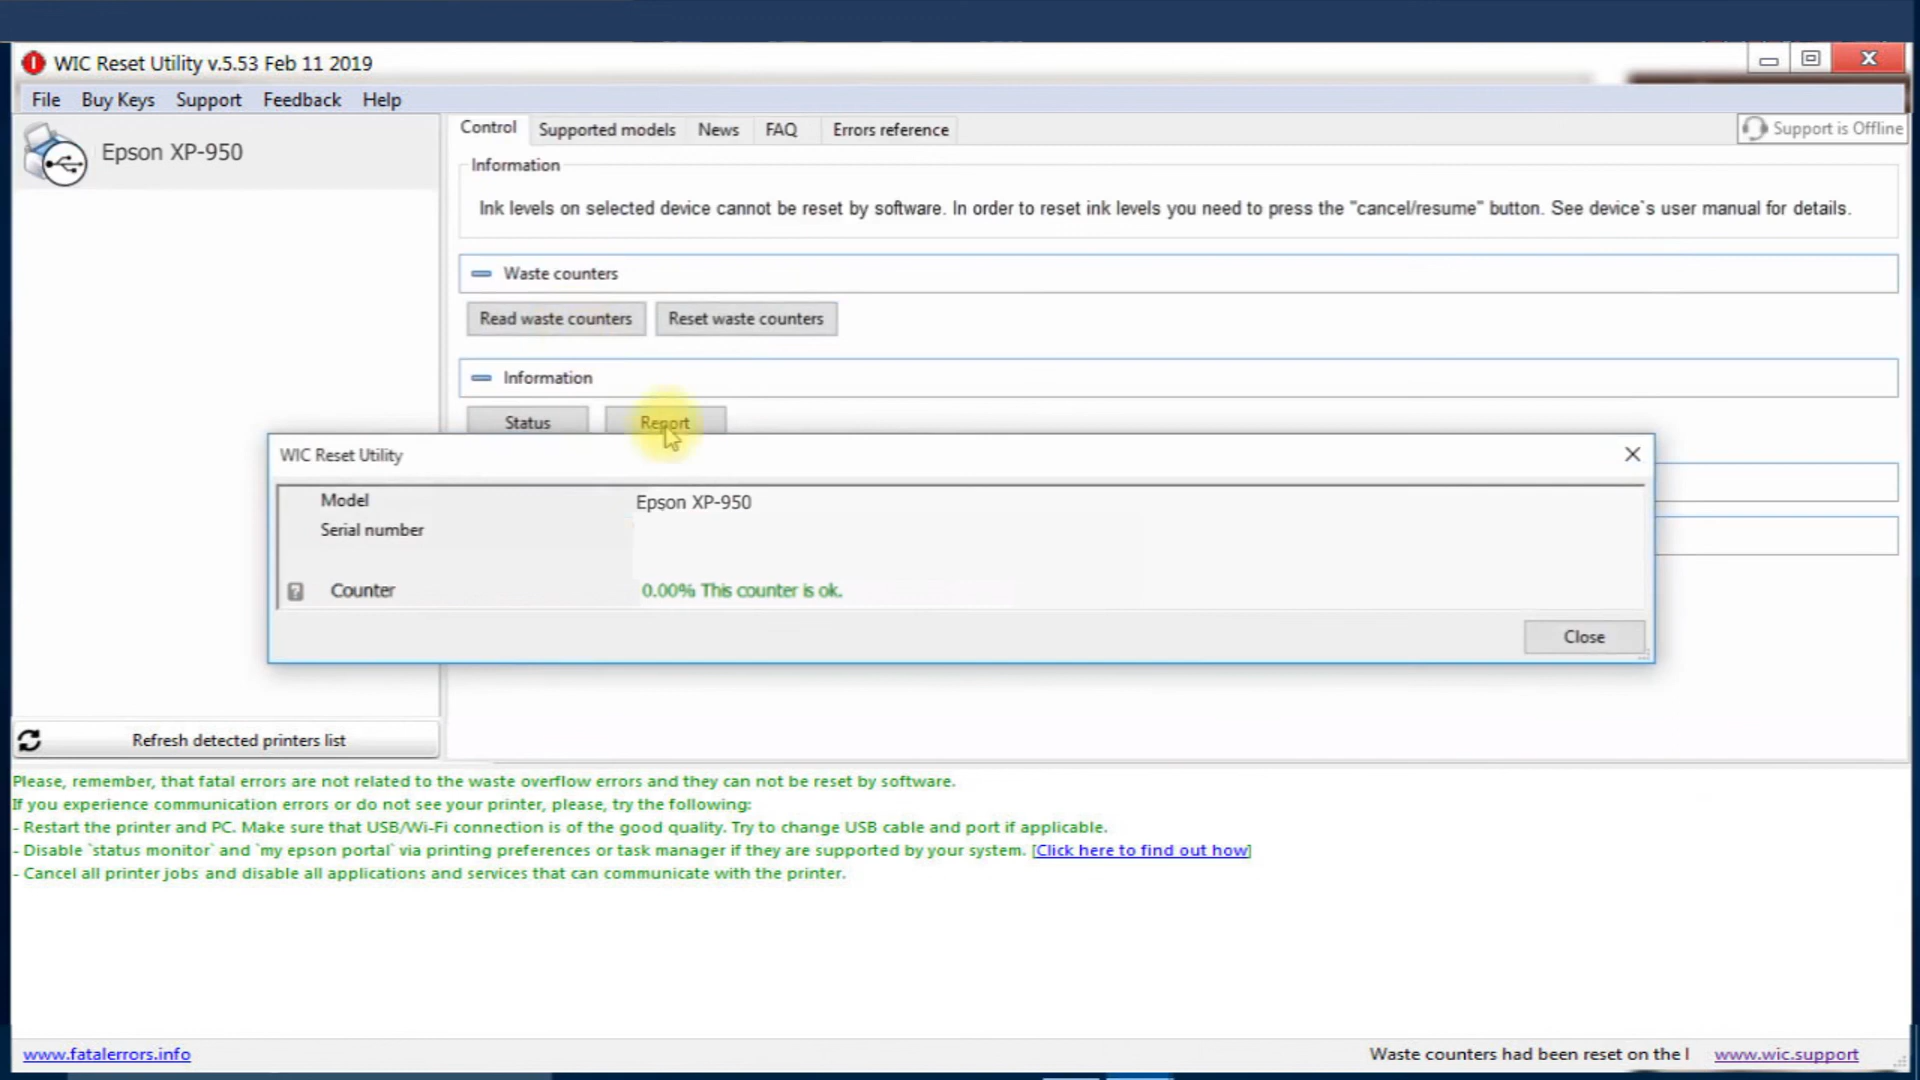 WIC Reset Utility v.5.53 Feb 11 2019
File Buy Keys Support Feedback Help
Epson XP-950
Control Supported models News FAQ Errors reference
Support is Offline
Information
Ink levels on selected device cannot be reset by software. In order to reset ink levels you need to press the "cancel/resume" button. See device`s user manual for details.
Waste counters
Read waste counters Reset waste counters
Information
Status Report
WIC Reset Utility
Model Epson XP-950
Serial number
Counter 0.00% This counter is ok.
Close
Refresh detected printers list
Please, remember, that fatal errors are not related to the waste overflow errors and they can not be reset by software.
If you experience communication errors or do not see your printer, please, try the following:
- Restart the printer and PC. Make sure that USB/Wi-Fi connection is of the good quality. Try to change USB cable and port if applicable.
- Disable `status monitor` and `my epson portal` via printing preferences or task manager if they are supported by your system. [Click here to find out how]
- Cancel all printer jobs and disable all applications and services that can communicate with the printer.
www.fatalerrors.info
Waste counters had been reset on the
www.wic.support